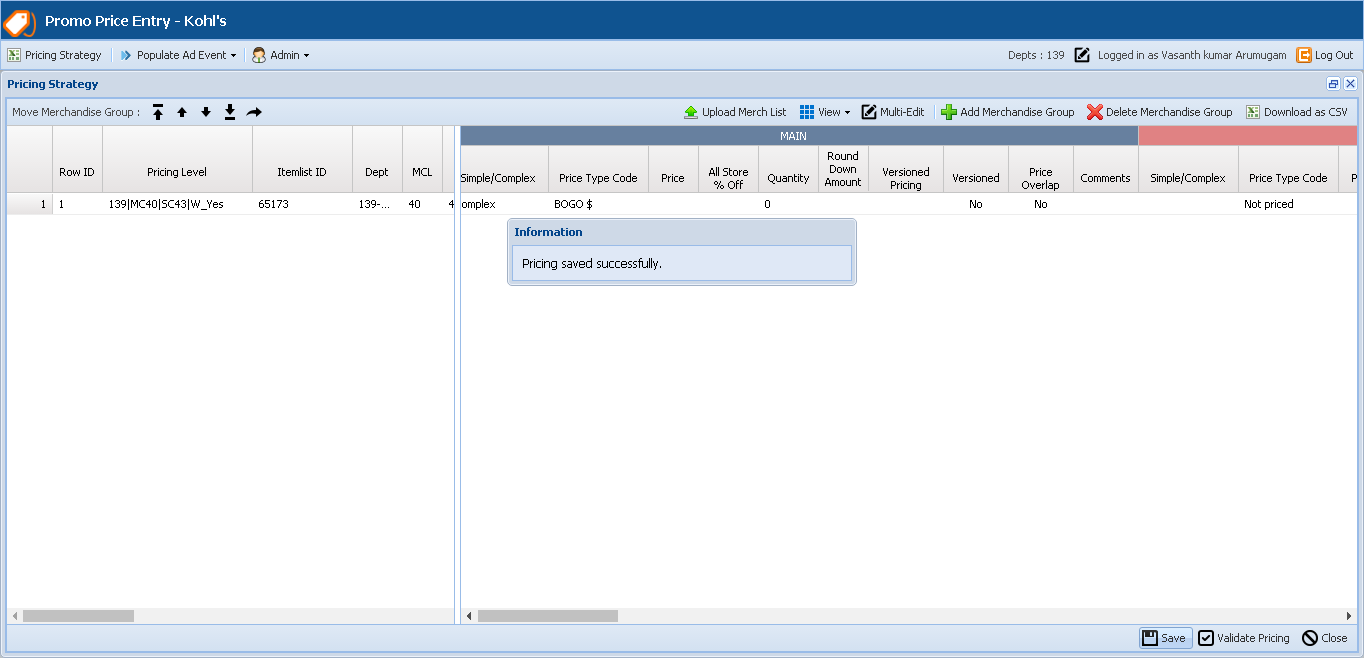 Promo Price Entry - Kohl's
Pricing Strategy Populate Ad Event Admin Depts : 139 Logged in as Vasanth kumar Arumugam Log Out
Pricing Strategy
Move Merchandise Group : Upload Merch List View Multi-Edit Add Merchandise Group Delete Merchandise Group Download as CSV
MAIN
Row ID Pricing Level Itemlist ID Dept MCL Simple/Complex Price Type Code Price All Store % Off Quantity Round Down Amount Versioned Pricing Versioned Price Overlap Comments Simple/Complex Price Type Code P
1 1 139|MC40|SC43|W_Yes 65173 139-... 40 4 omplex BOGO $ 0 No No Not priced
Information
Pricing saved successfully.
Save Validate Pricing Close